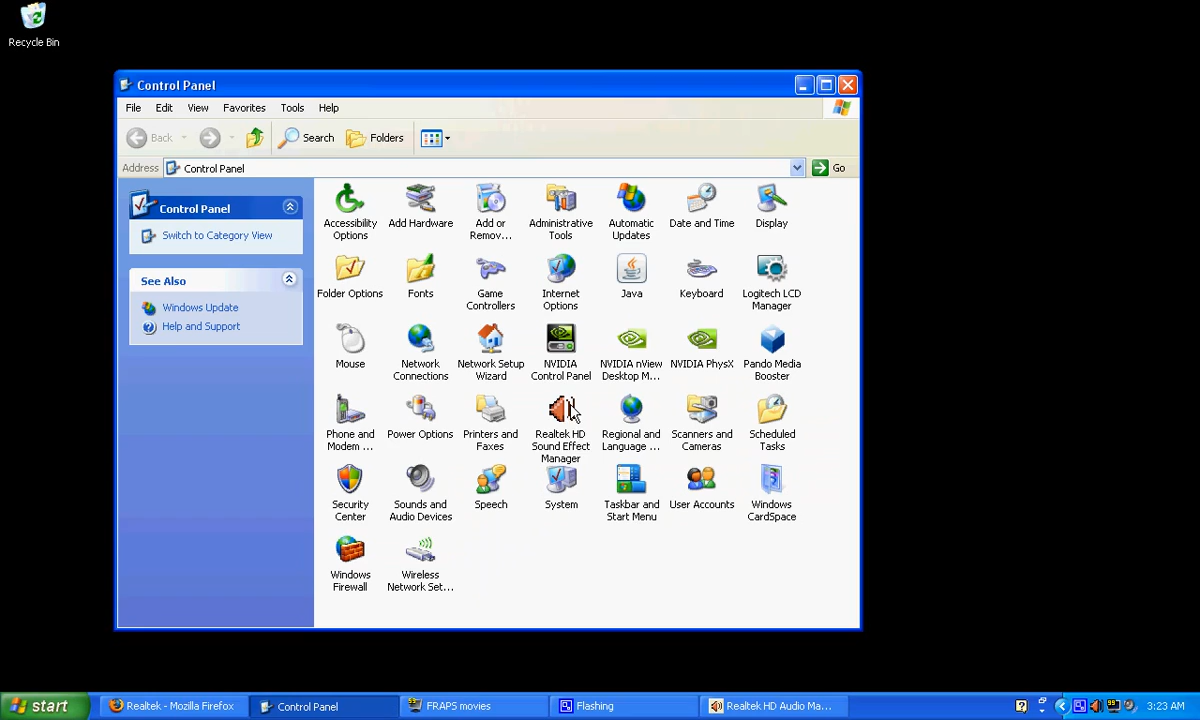 Recycle Bin
Control Panel
File Edit View Favorites Tools Help
Back Search Folders
Address Control Panel Go
Control Panel
Switch to Category View
See Also
Windows Update
Help and Support
Accessibility
Options
Add Hardware
Add or
Remov...
Administrative
Tools
Automatic
Updates
Date and Time
Display
Folder Options
Fonts
Game
Controllers
Internet
Options
Java
Keyboard
Logitech LCD
Manager
Mouse
Network
Connections
Network Setup
Wizard
NVIDIA
Control Panel
NVIDIA nView
Desktop M...
NVIDIA PhysX
Pando Media
Booster
Phone and
Modem ...
Power Options
Printers and
Faxes
Realtek HD
Sound Effect
Manager
Regional and
Language ...
Scanners and
Cameras
Scheduled
Tasks
Security
Center
Sounds and
Audio Devices
Speech
System
Taskbar and
Start Menu
User Accounts
Windows
CardSpace
Windows
Firewall
Wireless
Network Set...
start Realtek - Mozilla Firefox Control Panel FRAPS movies Flashing Realtek HD Audio Ma... 3:23 AM